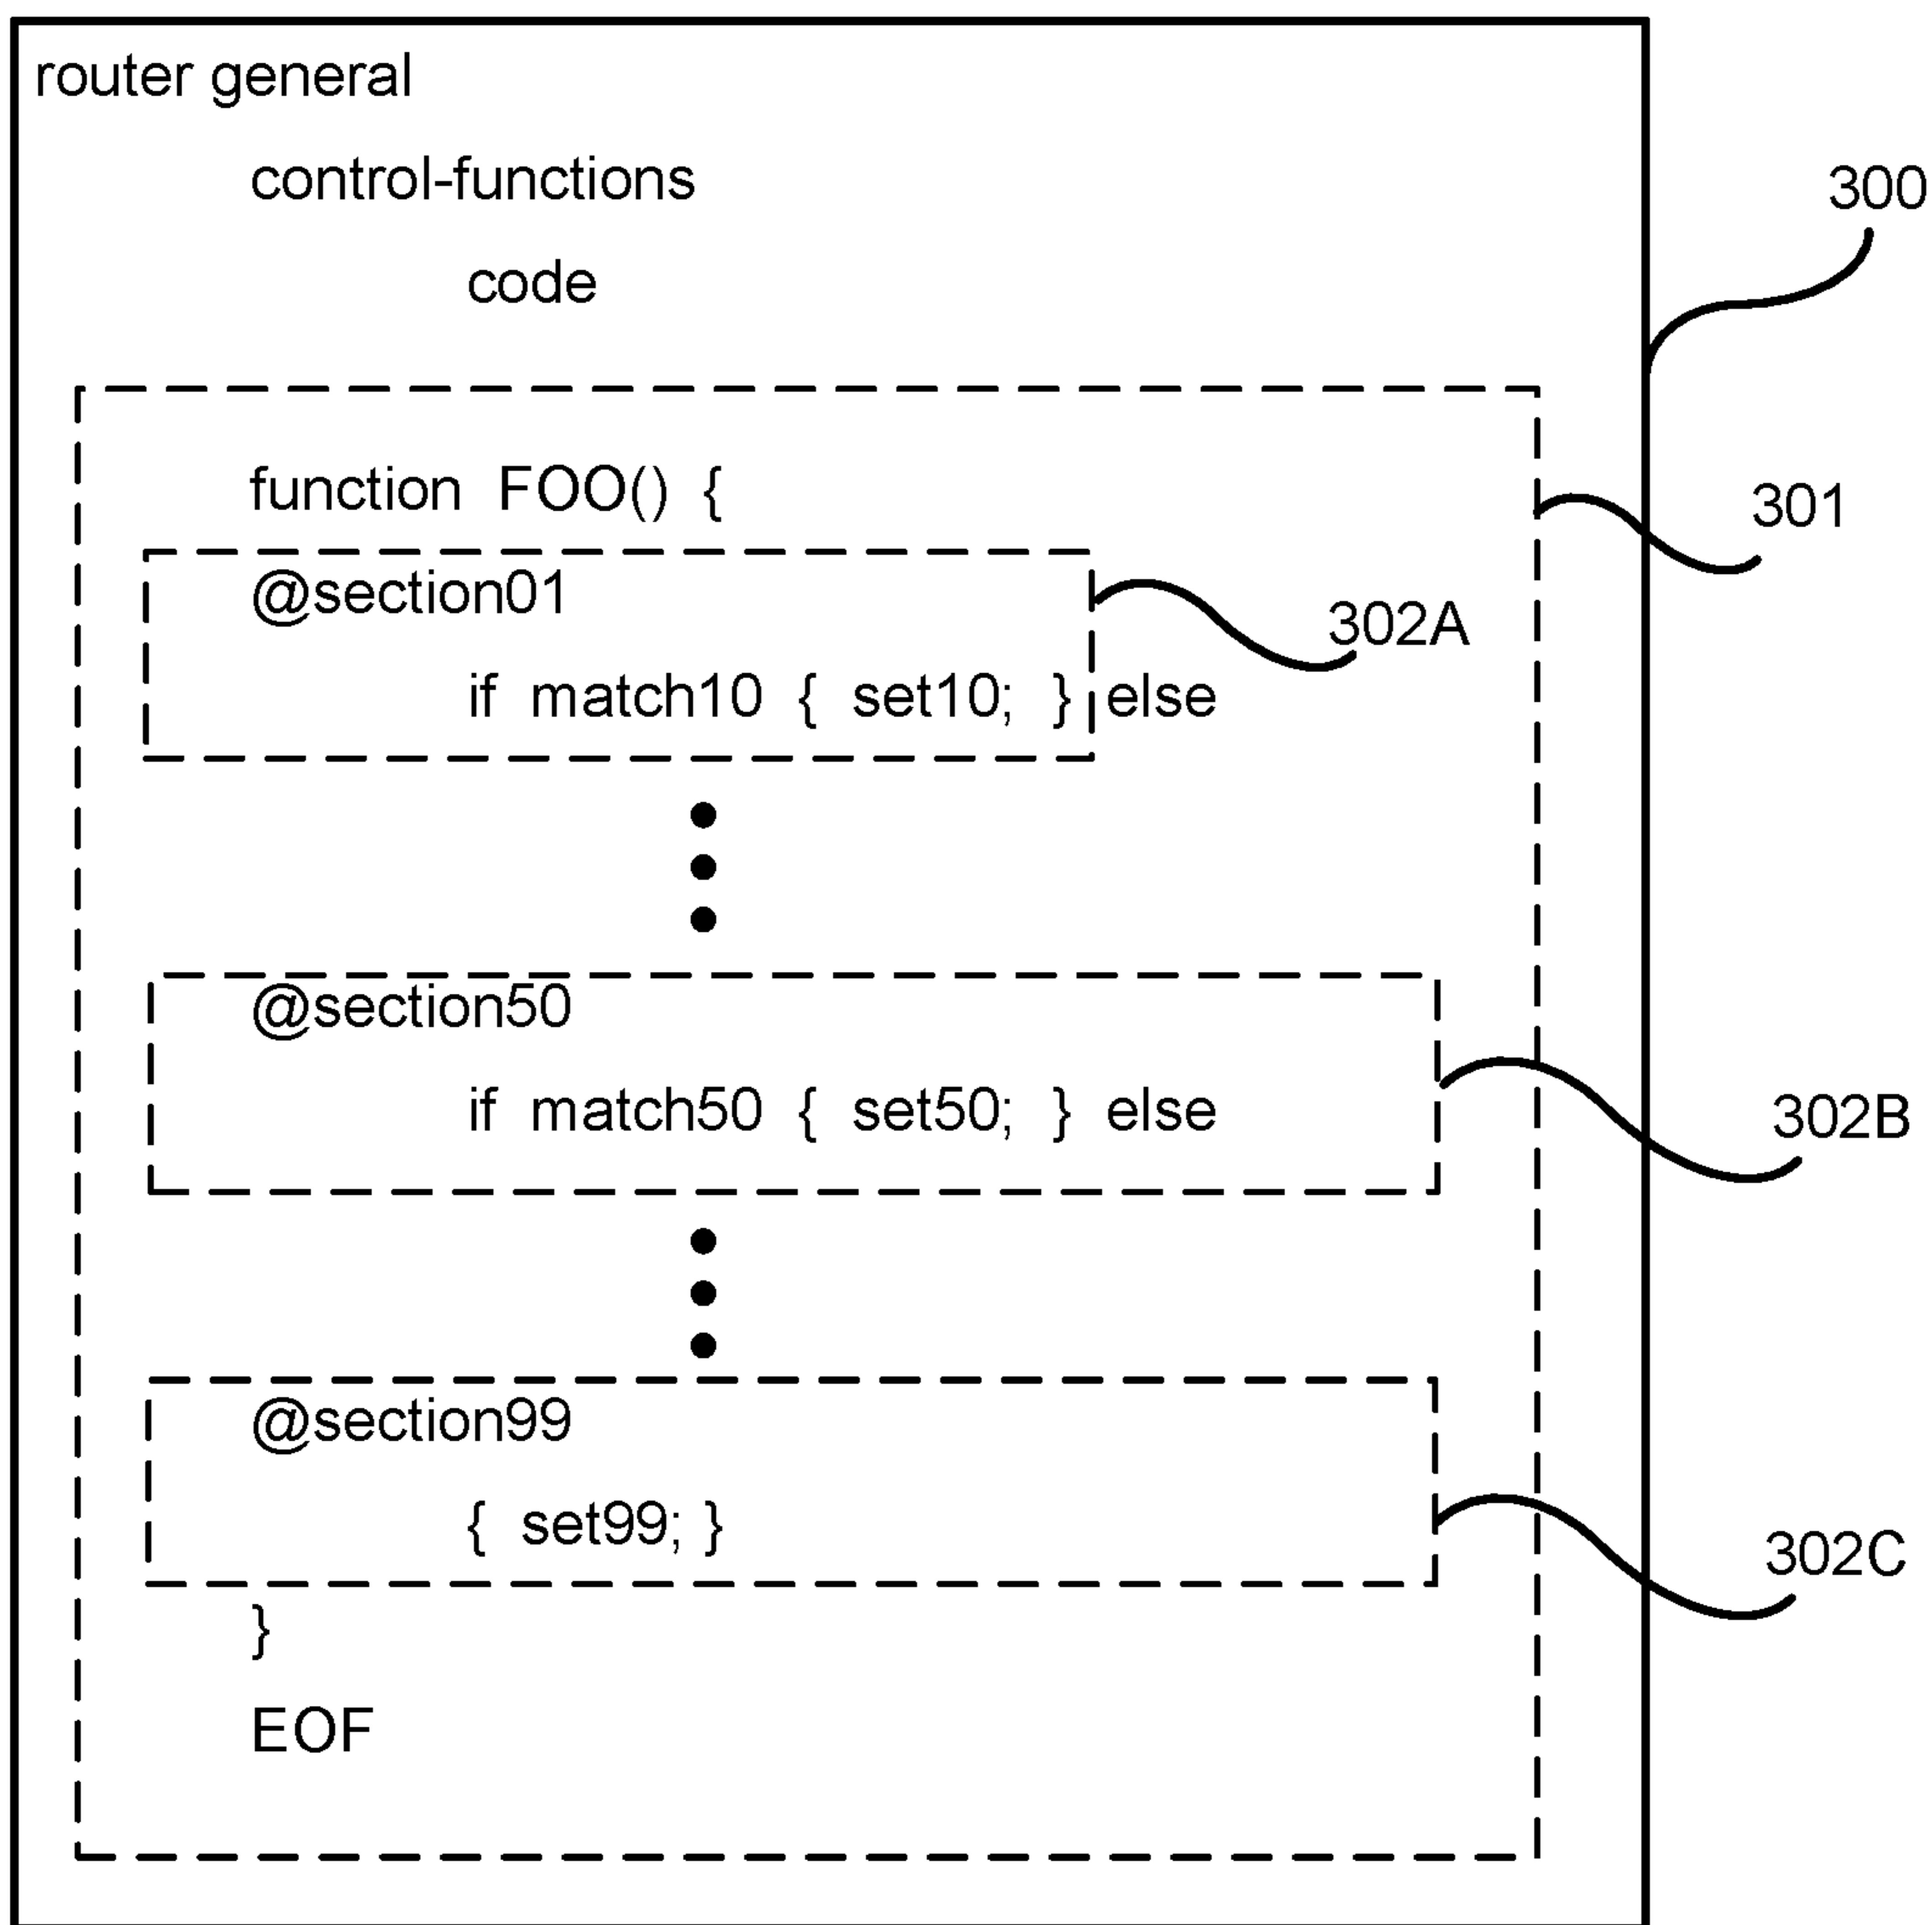 router general
control-functions
300
code
function FOO() {
301
@section01
302A
if match10 { set10; } else
@section50
if match50 { set50; } else
302B
@section99
{ set99; }
302C
}
EOF